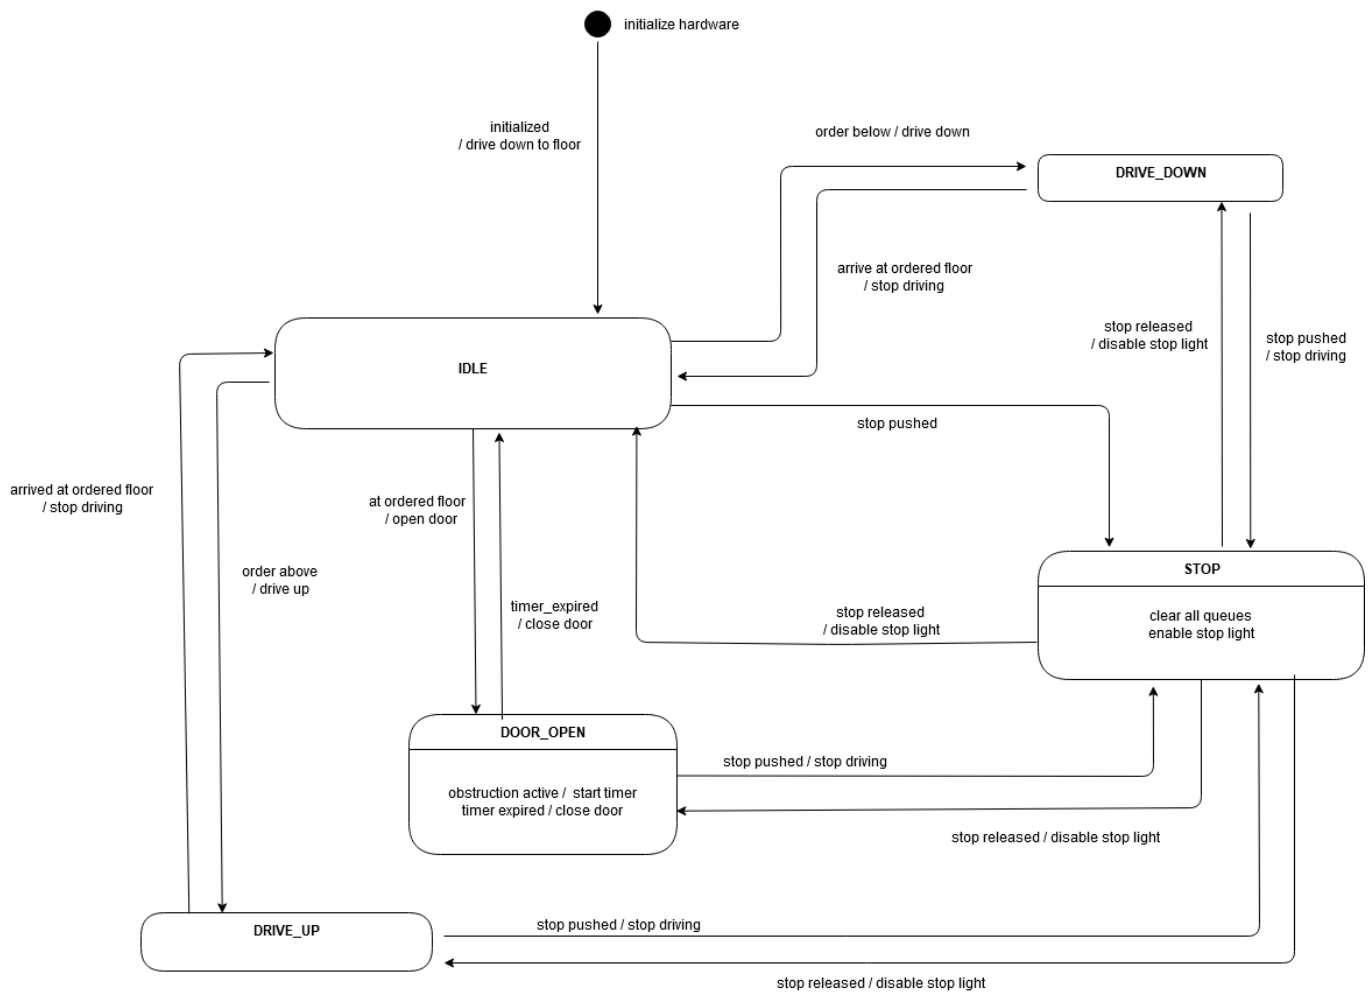 initialize hardware
initialized
/ drive down to floor
order below / drive down
DRIVE_DOWN
arrive at ordered floor
/ stop driving
stop released
/ disable stop light
stop pushed
/ stop driving
IDLE
stop pushed
arrived at ordered floor
/ stop driving
at ordered floor
/ open door
order above
/ drive up
timer_expired
/ close door
stop released
/ disable stop light
STOP
clear all queues
enable stop light
DOOR_OPEN
obstruction active /  start timer
timer expired / close door
stop pushed / stop driving
stop released / disable stop light
DRIVE_UP
stop pushed / stop driving
stop released / disable stop light